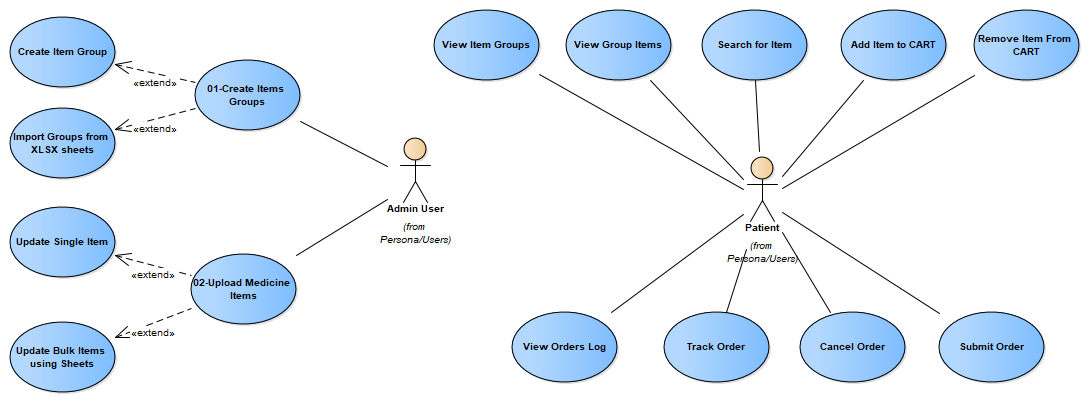 Create Item Group
«extend»
01-Create Items
Groups
«extend»
Import Groups from
XLSX sheets
Admin User
(from
Persona/Users)
Update Single Item
«extend»
02-Upload Medicine
Items
«extend»
Update Bulk Items
using Sheets
View Item Groups
View Group Items
Search for Item
Add Item to CART
Remove Item From
CART
Patient
(from
Persona/Users)
View Orders Log
Track Order
Cancel Order
Submit Order